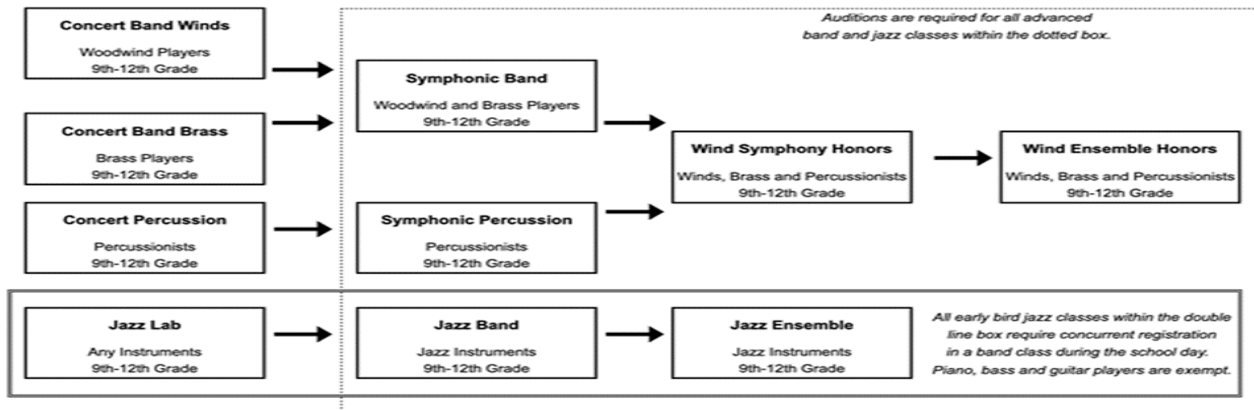 Concert Band Winds
Woodwind Players
9th-12th Grade
Auditions are required for all advanced
band and jazz classes within the dotted box.
Symphonic Band
Woodwind and Brass Players
9th-12th Grade
Concert Band Brass
Brass Players
9th-12th Grade
Wind Symphony Honors
Winds, Brass and Percussionists
9th-12th Grade
Wind Ensemble Honors
Winds, Brass and Percussionists
9th-12th Grade
Concert Percussion
Percussionists
9th-12th Grade
Symphonic Percussion
Percussionists
9th-12th Grade
Jazz Lab
Any Instruments
9th-12th Grade
Jazz Band
Jazz Instruments
9th-12th Grade
Jazz Ensemble
Jazz Instruments
9th-12th Grade
All early bird jazz classes within the double
line box require concurrent registration
in a band class during the school day.
Piano, bass and guitar players are exempt.